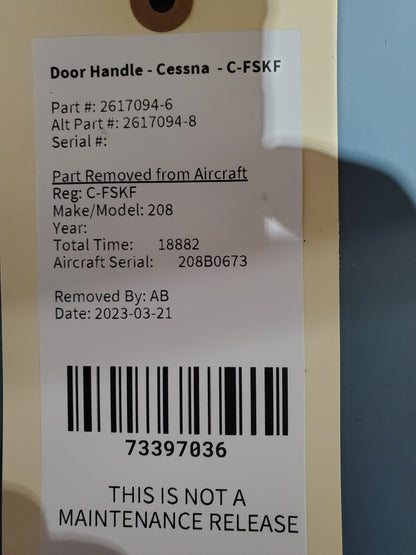 Door Handle - Cessna - C-FSKF
Part #: 2617094-6
Alt Part #: 2617094-8
Serial #:
Part Removed from Aircraft
Reg: C-FSKF
Make/Model: 208
Year:
Total Time: 18882
Aircraft Serial: 208B0673
Removed By: AB
Date: 2023-03-21
73397036
THIS IS NOT A
MAINTENANCE RELEASE